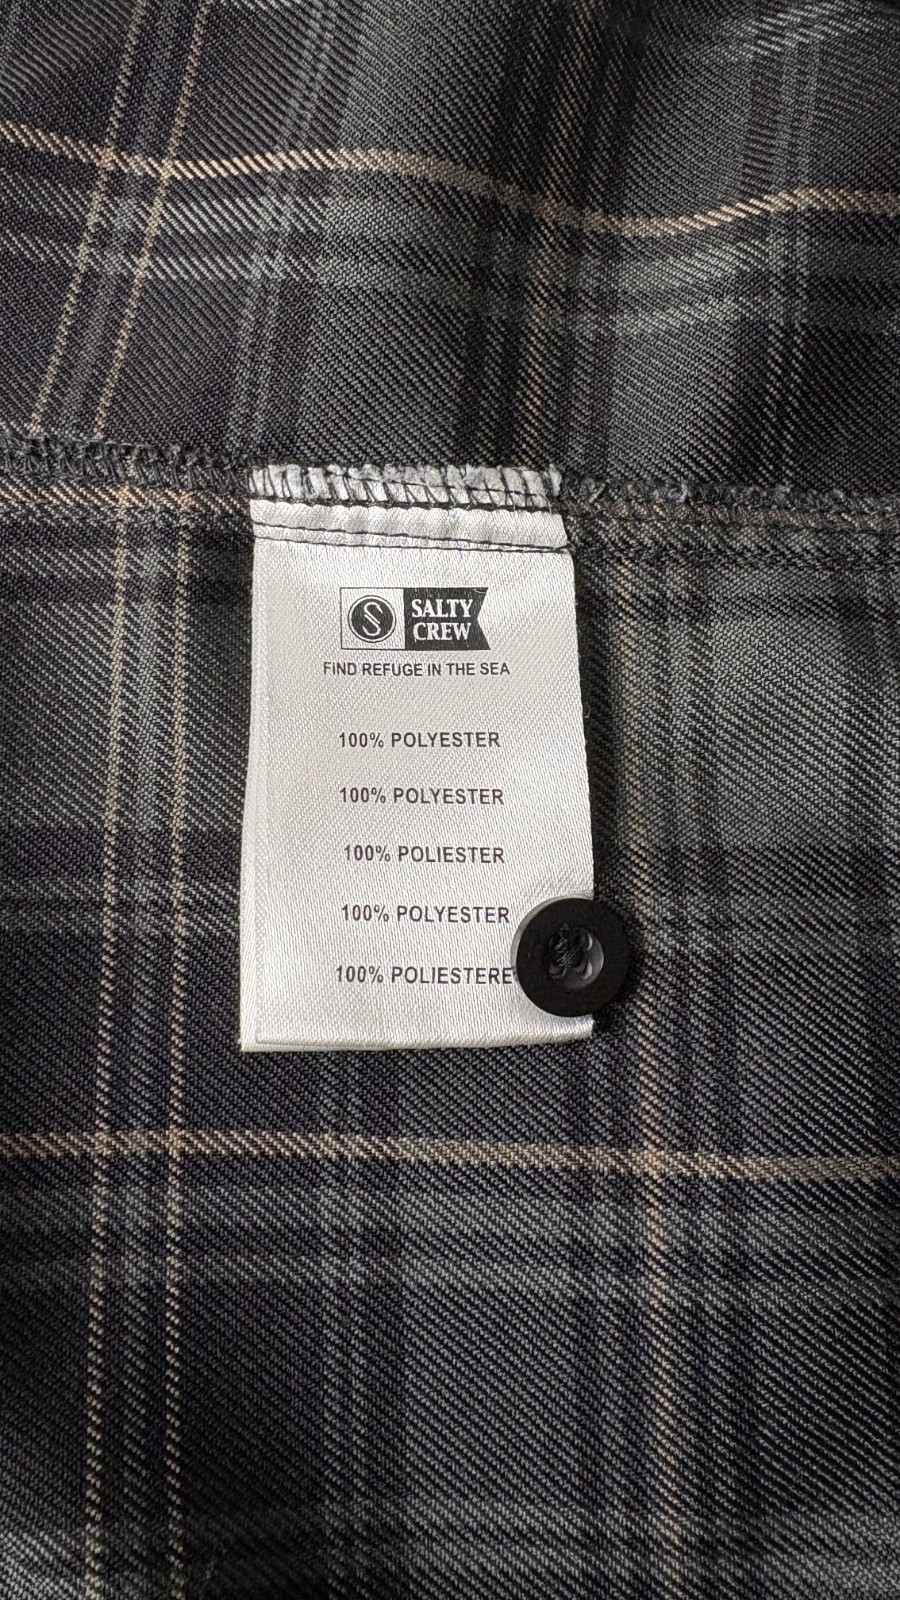 SALTY
CREW
FIND REFUGE IN THE SEA
100% POLYESTER
100% POLYESTER
100% POLIESTER
100% POLYESTER
100% POLIESTERE